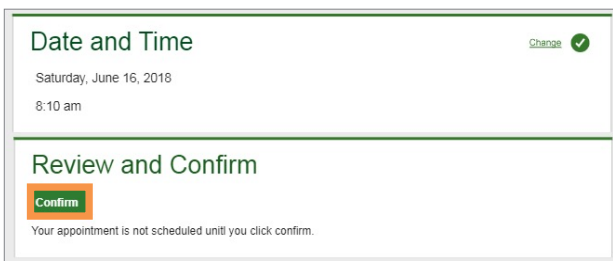 Date and Time
Change
Saturday, June 16, 2018
8:10 am
Review and Confirm
Confirm
Your appointment is not scheduled unitl you click confirm.